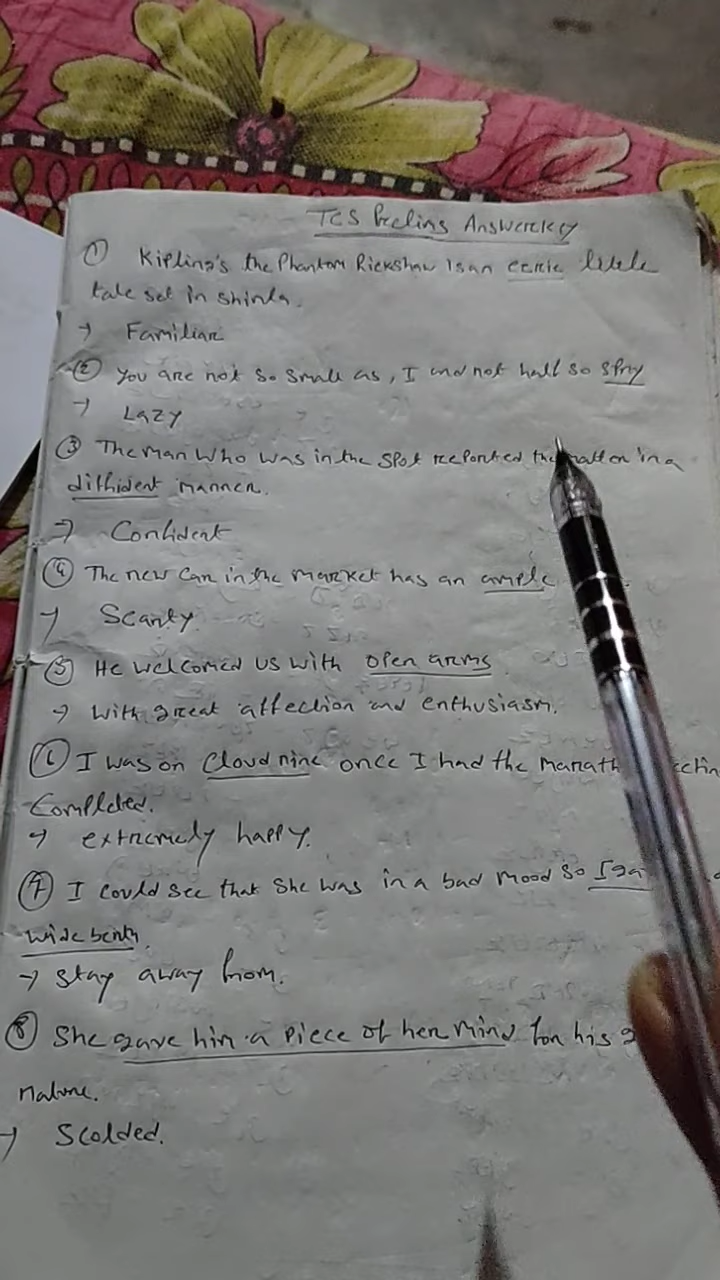 TCS Answerkey
① Kipling's the Phantom Rickshaw is an eerie little
tale set in Shimla.
→ Familiar
② You are not so small as, I and not half so spry
→ Lazy
③ The man who was in the spot reported the matter in a
diffident manner.
→ Confident
④ The new Car in the market has an ample
→ Scanty
⑤ He welcomed us with open arms
→ with great affection and enthusiasm.
⑥ I was on Cloud nine once I had the
Completed.
→ extremely happy.
⑦ I could see that she was in a bad mood so I
wide berth.
→ stay away from.
⑧ She gave him a piece of her mind for his
nature.
→ Scolded.